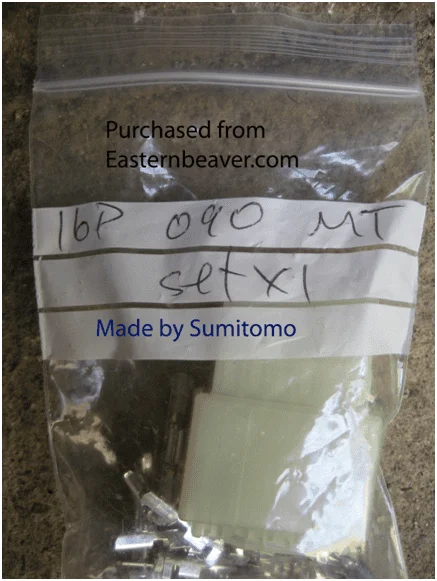 Purchased from
Easternbeaver.com
16P 090 MT
set x1
Made by Sumitomo